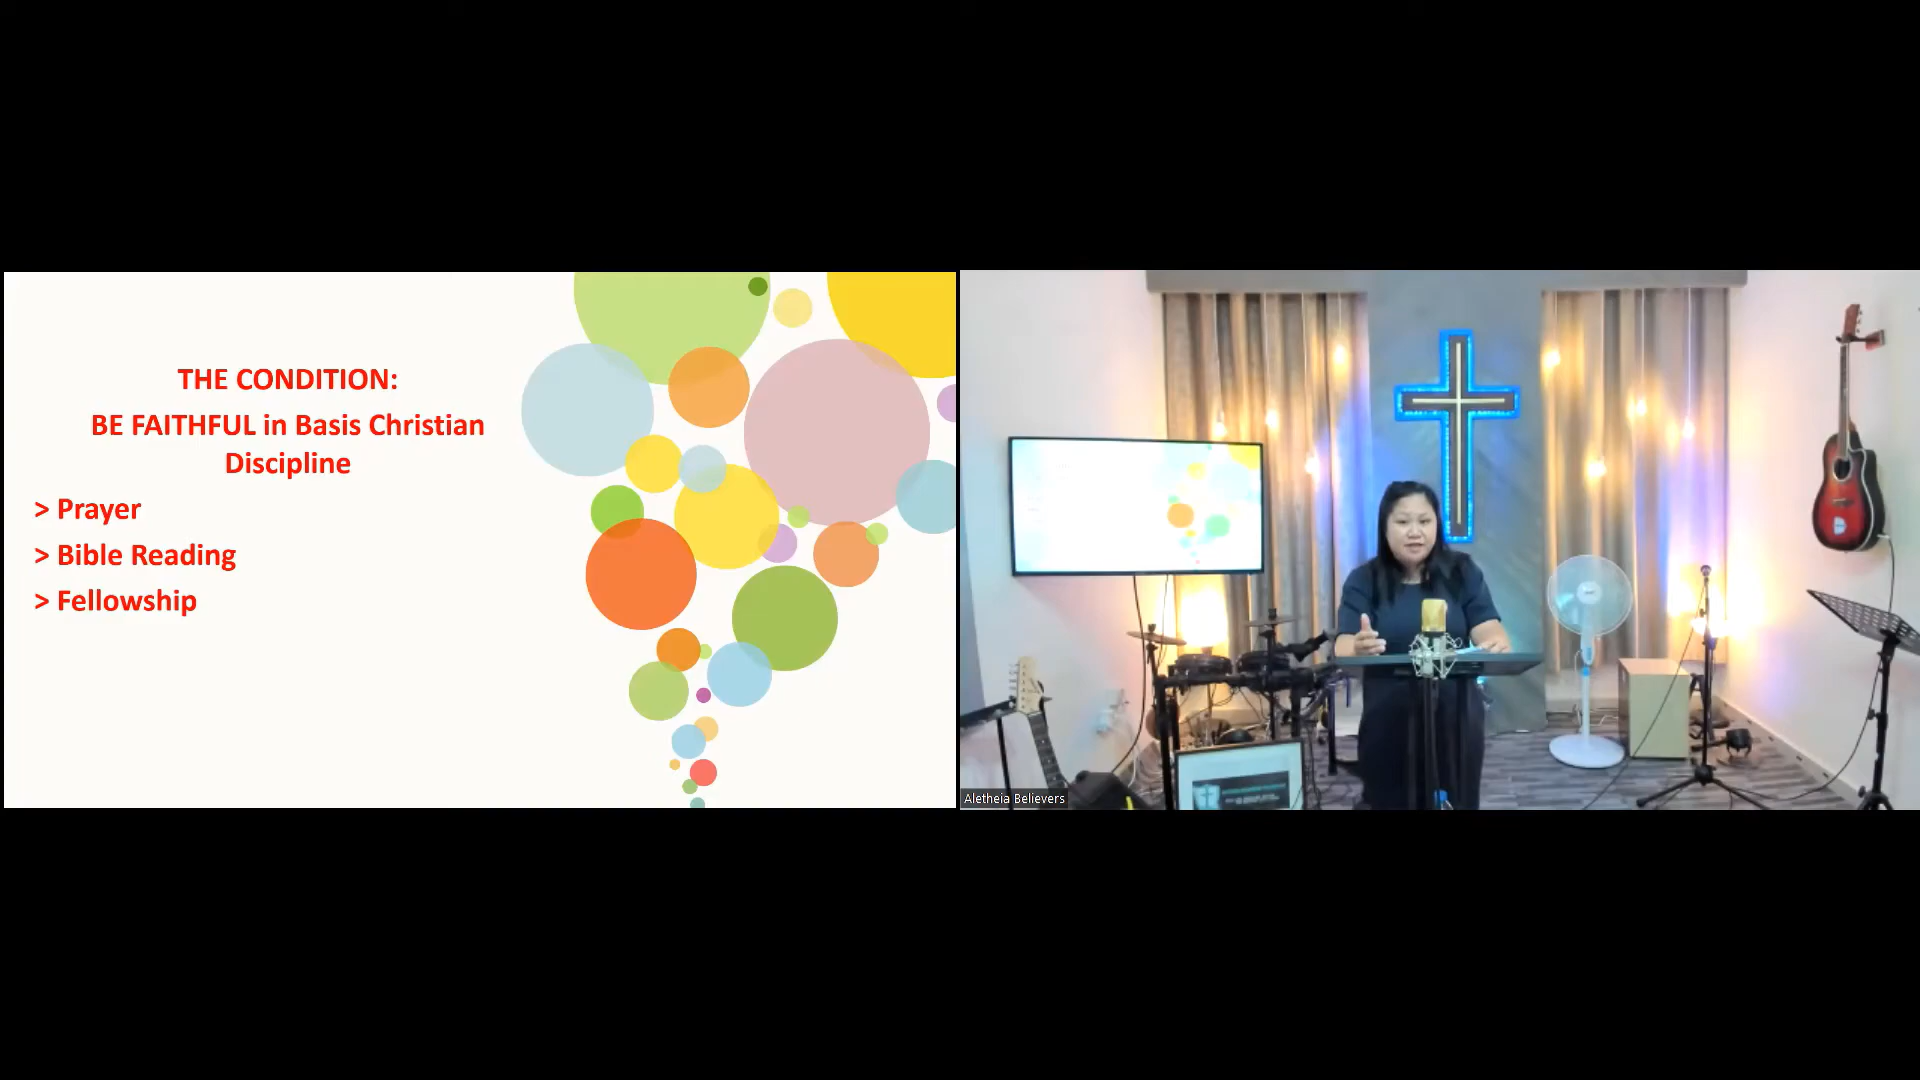 THE CONDITION:
BE FAITHFUL in Basis Christian
Discipline
> Prayer
> Bible Reading
> Fellowship
Aletheia Believers